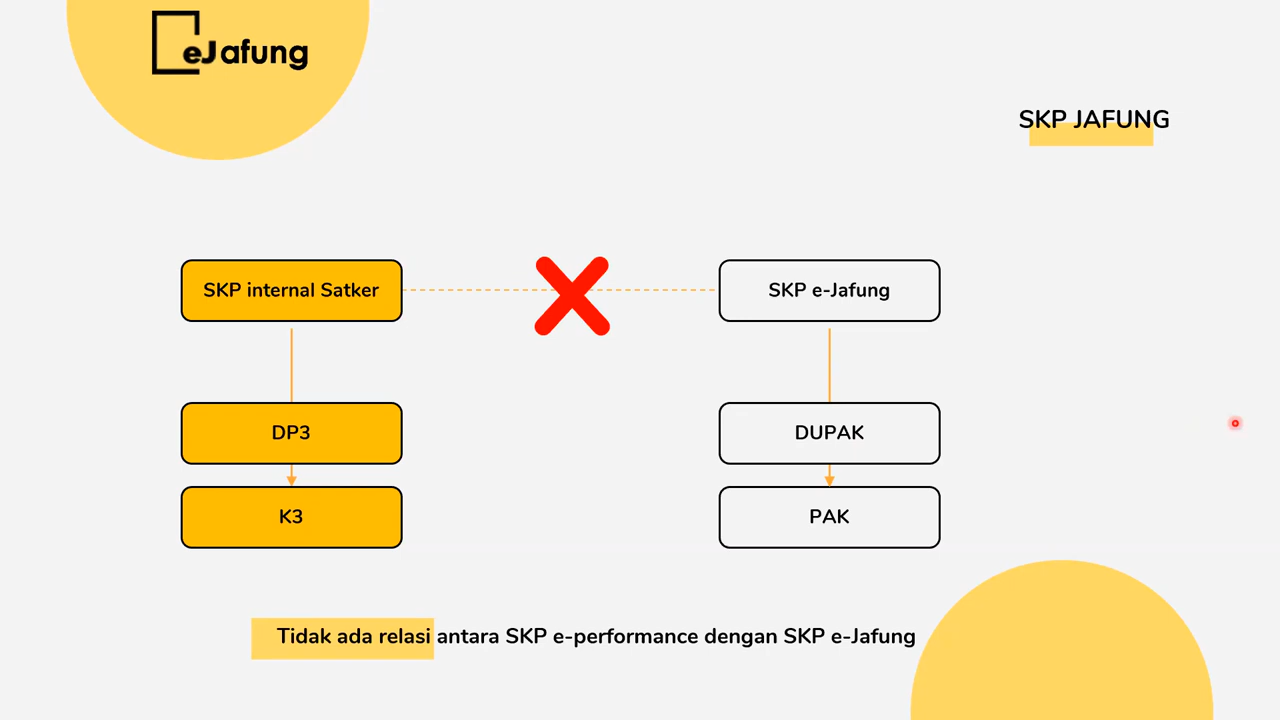 eJafung
SKP JAFUNG
SKP internal Satker
SKP e-Jafung
DP3
DUPAK
K3
PAK
Tidak ada relasi antara SKP e-performance dengan SKP e-Jafung